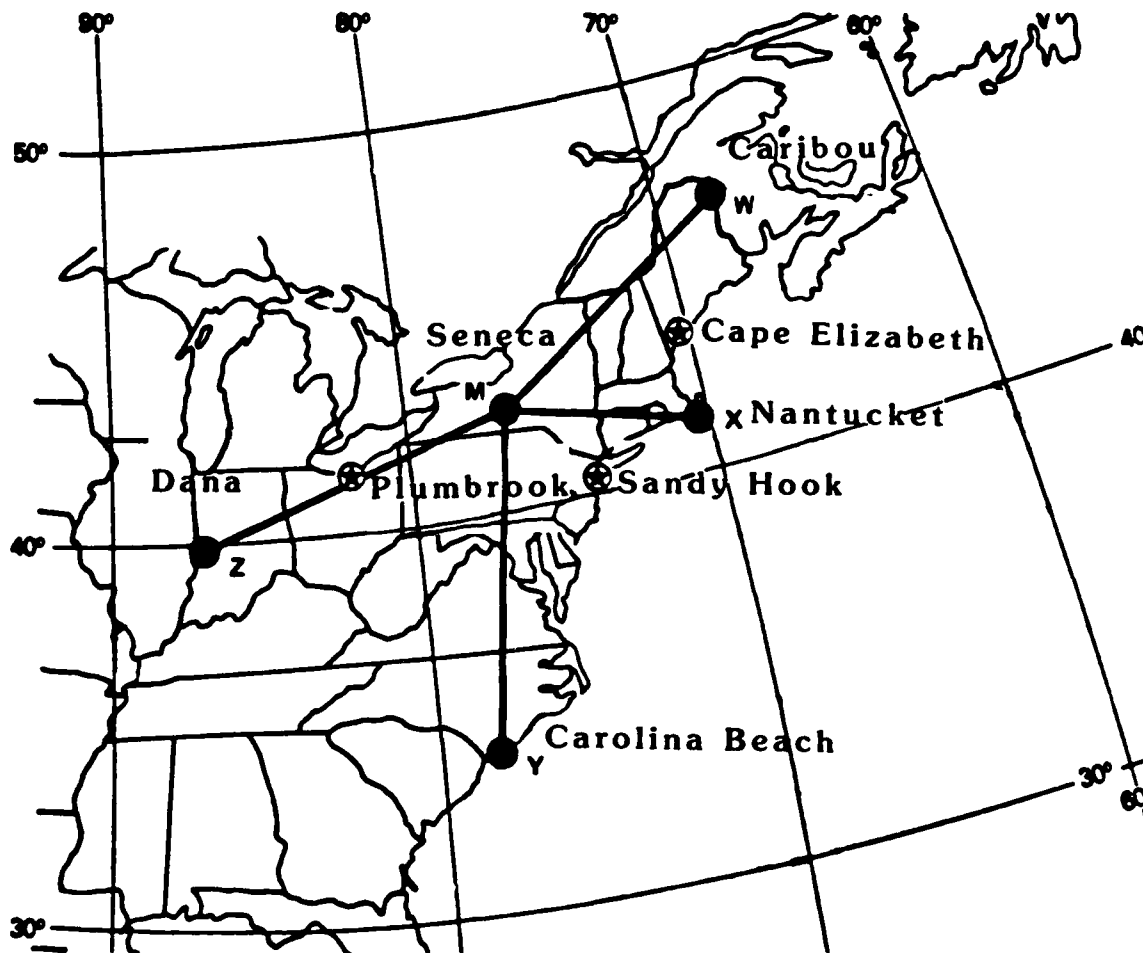 90° 80° 70° 60°
50°
Caribou
W
Seneca
Cape Elizabeth
40°
M
X Nantucket
Dana
Plumbrook
Sandy Hook
40°
Z
Carolina Beach
Y
30°
60°
30°